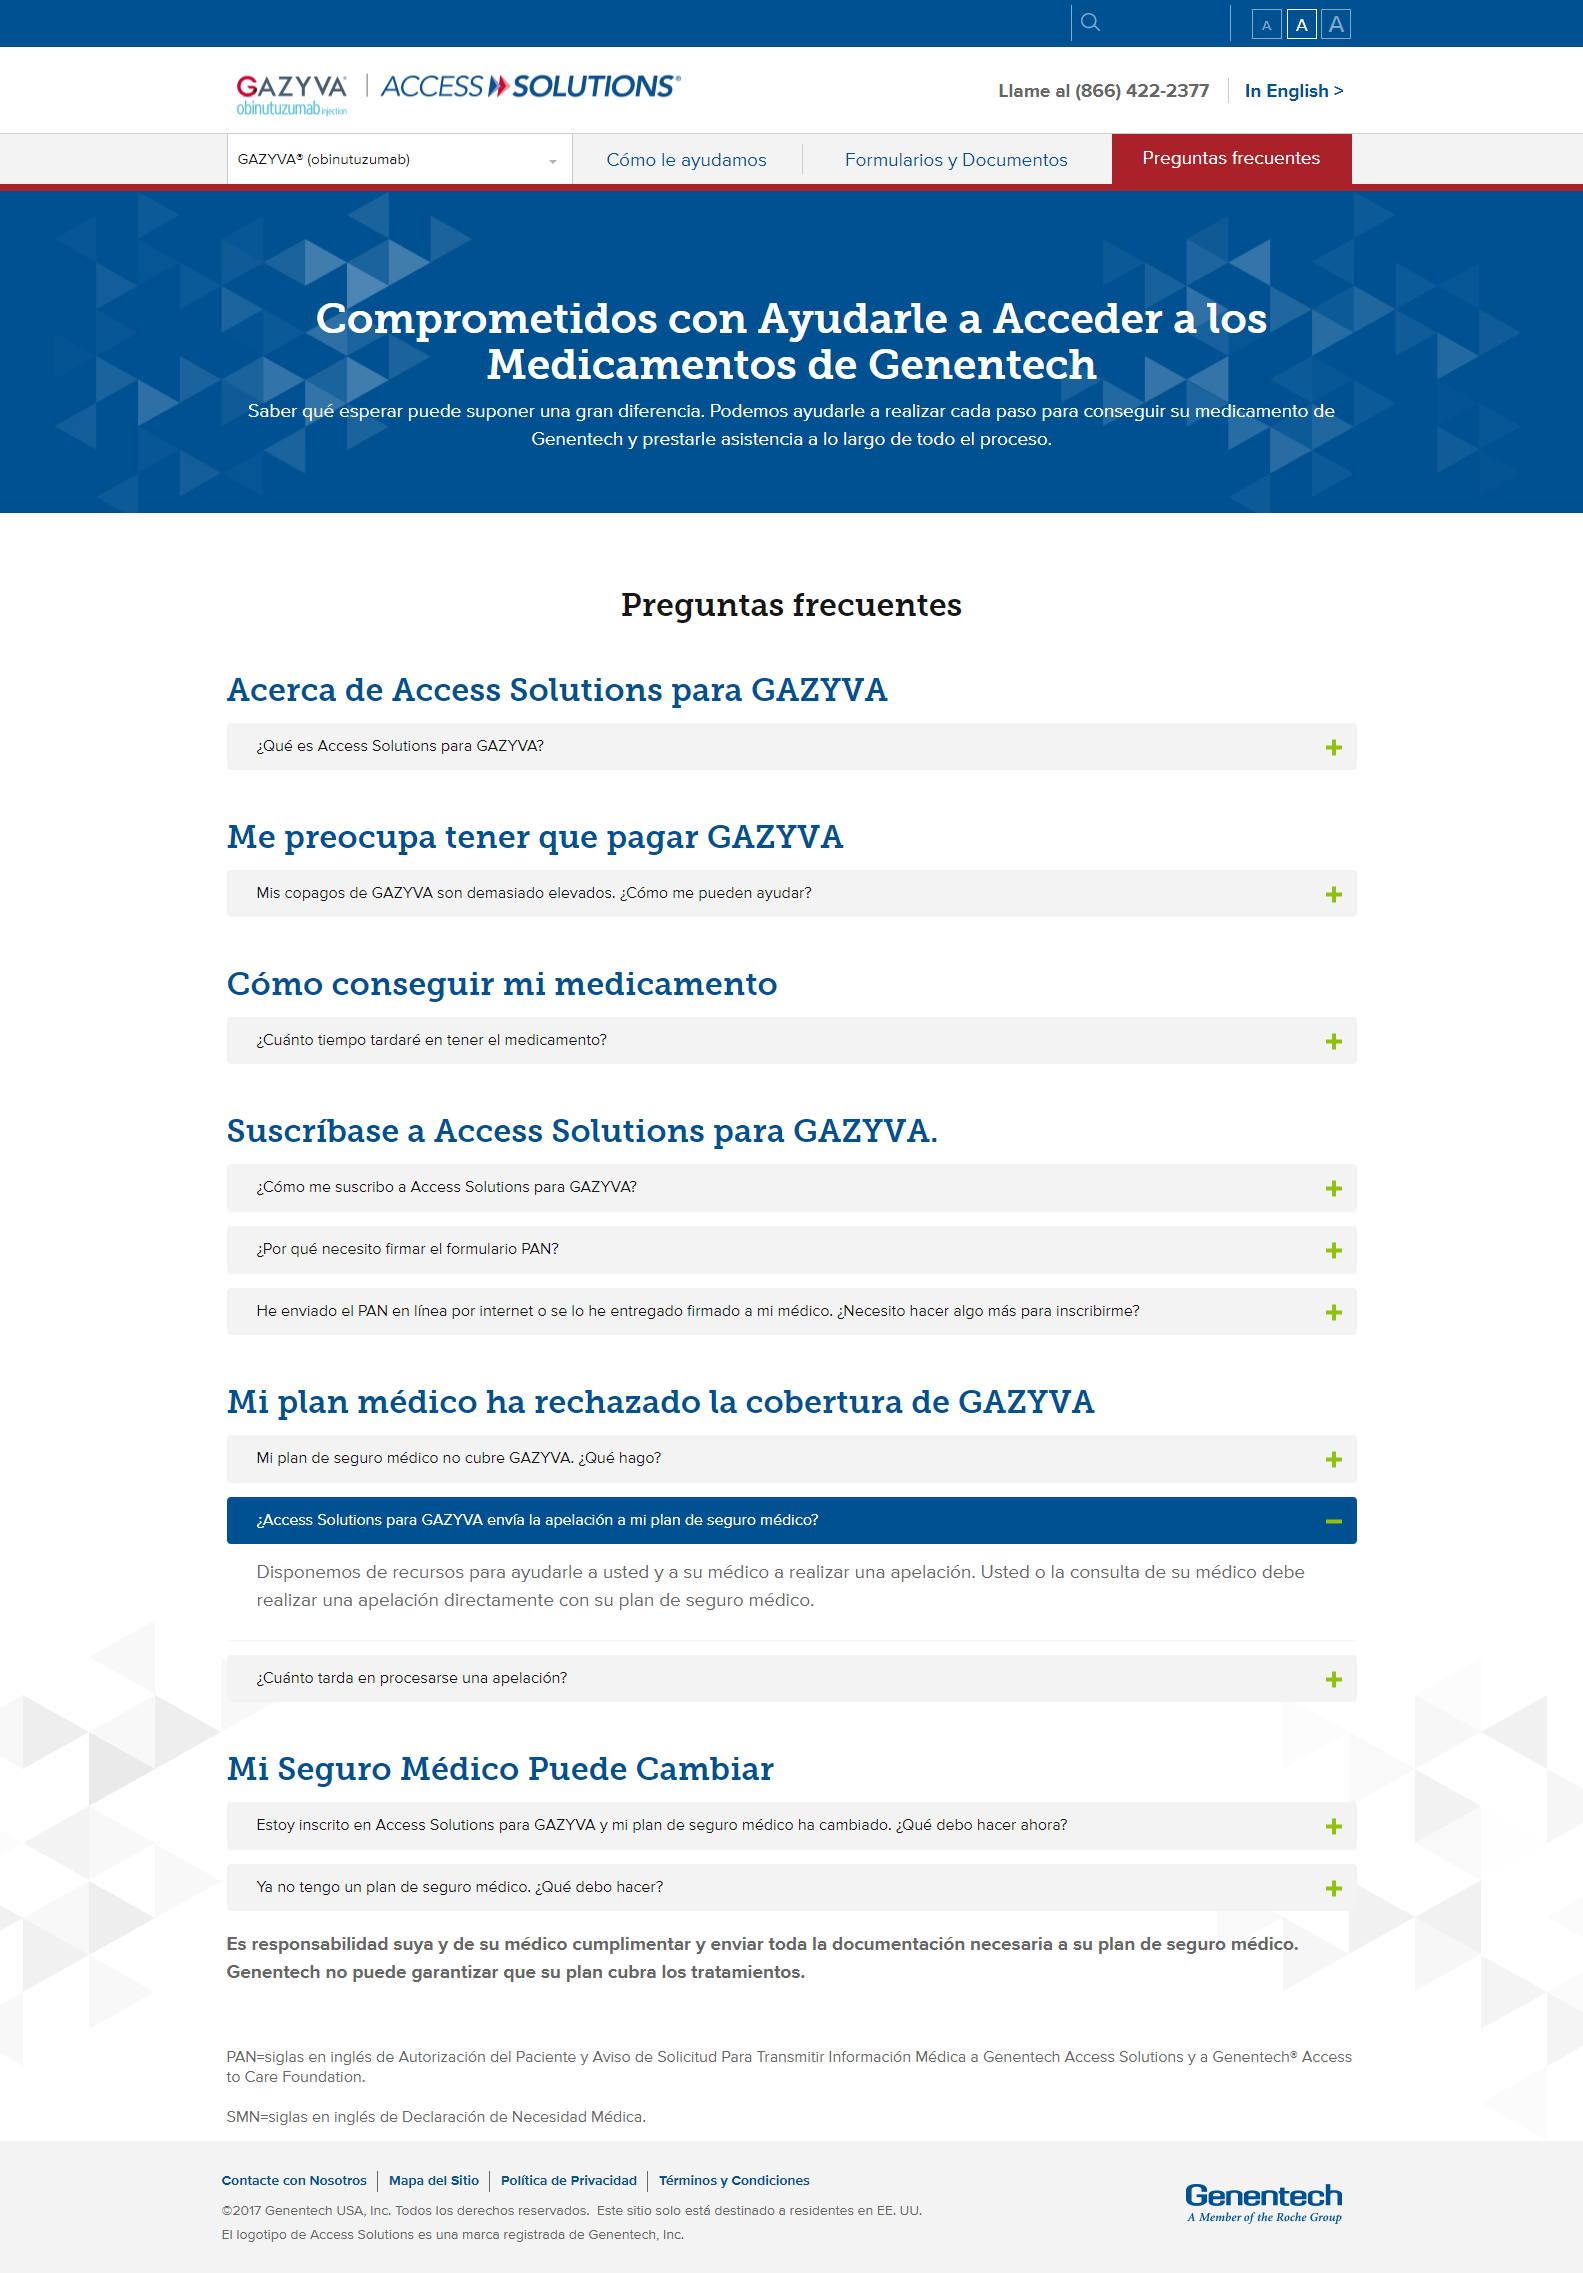 A A A
GAZYVA® | ACCESS SOLUTIONS®
obinutuzumab injection
Llame al (866) 422-2377
In English >
GAZYVA® (obinutuzumab)
Cómo le ayudamos
Formularios y Documentos
Preguntas frecuentes
Comprometidos con Ayudarle a Acceder a los
Medicamentos de Genentech
Saber qué esperar puede suponer una gran diferencia. Podemos ayudarle a realizar cada paso para conseguir su medicamento de
Genentech y prestarle asistencia a lo largo de todo el proceso.
Preguntas frecuentes
Acerca de Access Solutions para GAZYVA
¿Qué es Access Solutions para GAZYVA?
Me preocupa tener que pagar GAZYVA
Mis copagos de GAZYVA son demasiado elevados. ¿Cómo me pueden ayudar?
Cómo conseguir mi medicamento
¿Cuánto tiempo tardaré en tener el medicamento?
Suscríbase a Access Solutions para GAZYVA.
¿Cómo me suscribo a Access Solutions para GAZYVA?
¿Por qué necesito firmar el formulario PAN?
He enviado el PAN en línea por internet o se lo he entregado firmado a mi médico. ¿Necesito hacer algo más para inscribirme?
Mi plan médico ha rechazado la cobertura de GAZYVA
Mi plan de seguro médico no cubre GAZYVA. ¿Qué hago?
¿Access Solutions para GAZYVA envía la apelación a mi plan de seguro médico?
Disponemos de recursos para ayudarle a usted y a su médico a realizar una apelación. Usted o la consulta de su médico debe
realizar una apelación directamente con su plan de seguro médico.
¿Cuánto tarda en procesarse una apelación?
Mi Seguro Médico Puede Cambiar
Estoy inscrito en Access Solutions para GAZYVA y mi plan de seguro médico ha cambiado. ¿Qué debo hacer ahora?
Ya no tengo un plan de seguro médico. ¿Qué debo hacer?
Es responsabilidad suya y de su médico cumplimentar y enviar toda la documentación necesaria a su plan de seguro médico.
Genentech no puede garantizar que su plan cubra los tratamientos.
PAN=siglas en inglés de Autorización del Paciente y Aviso de Solicitud Para Transmitir Información Médica a Genentech Access Solutions y a Genentech® Access
to Care Foundation.
SMN=siglas en inglés de Declaración de Necesidad Médica.
Contacte con Nosotros | Mapa del Sitio | Política de Privacidad | Términos y Condiciones
©2017 Genentech USA, Inc. Todos los derechos reservados. Este sitio solo está destinado a residentes en EE. UU.
El logotipo de Access Solutions es una marca registrada de Genentech, Inc.
Genentech
A Member of the Roche Group